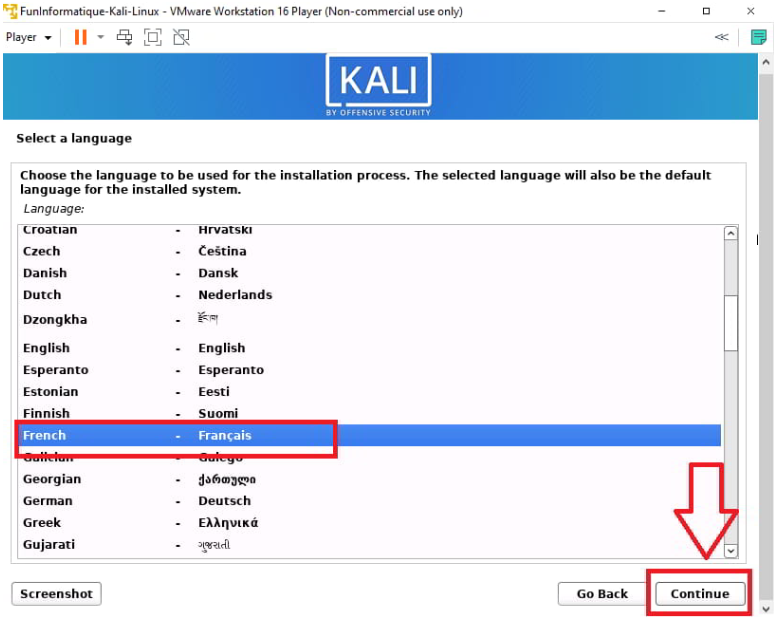 FunInformatique-Kali-Linux - VMware Workstation 16 Player (Non-commercial use only)
Player
KALI
BY OFFENSIVE SECURITY
Select a language
Choose the language to be used for the installation process. The selected language will also be the default
language for the installed system.
Language:
Croatian - Hrvatski
Czech - Čeština
Danish - Dansk
Dutch - Nederlands
Dzongkha - རྫོང་ཁ།
English - English
Esperanto - Esperanto
Estonian - Eesti
Finnish - Suomi
French - Français
Galician - Galego
Georgian - ქართული
German - Deutsch
Greek - Ελληνικά
Gujarati - ગુજરાતી
Screenshot Go Back Continue